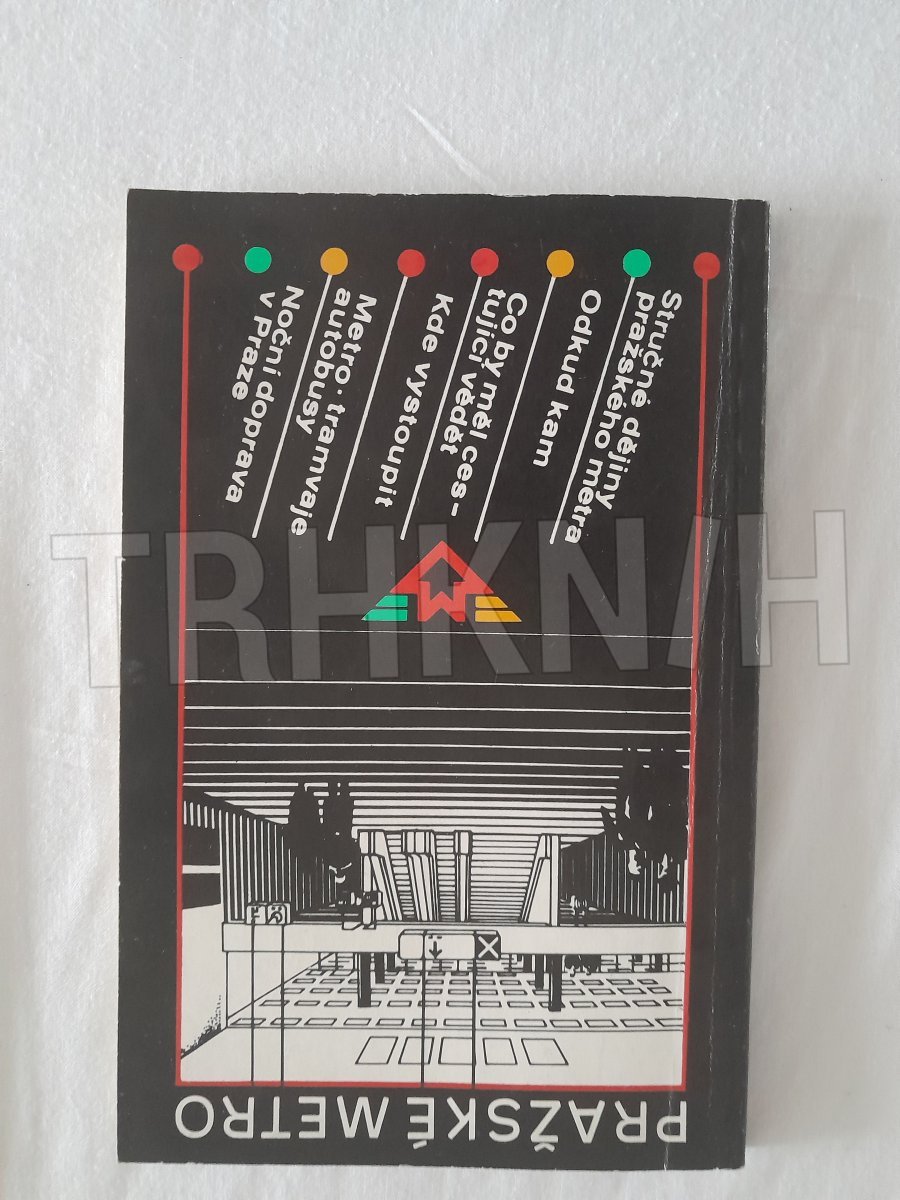 PRAŽSKÉ METRO
Stručné dějiny
pražského metra
Odkud kam
Co by měl ces-
tující vědět
Kde vystoupit
Metro·tramvaje
autobusy
Noční doprava
v Praze
TRHKNIH